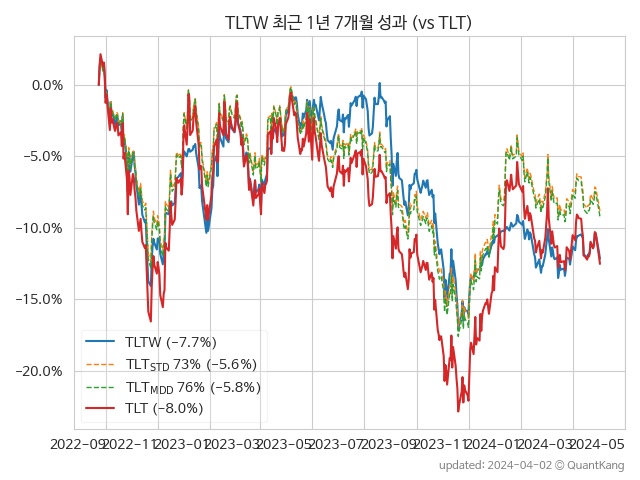 TLTW 최근 1년 7개월 성과 (vs TLT)
0.0%
−5.0%
−10.0%
−15.0%
−20.0%
TLTW (−7.7%)
TLT_STD 73% (−5.6%)
TLT_MDD 76% (−5.8%)
TLT (−8.0%)
2022−09 2022−11 2023−01 2023−03 2023−05 2023−07 2023−09 2023−11 2024−01 2024−03 2024−05
updated: 2024−04−02 © QuantKang